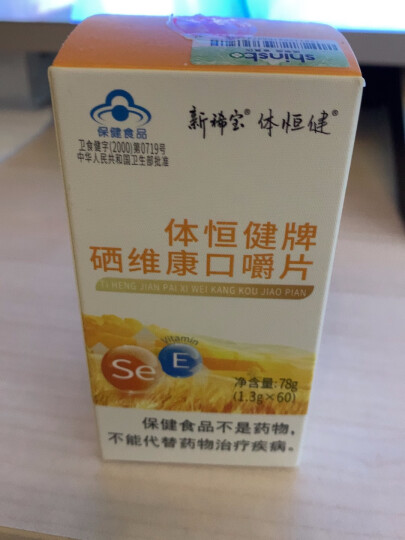 shinsbo
保健食品
卫食健字(2000)第0719号
中华人民共和国卫生部批准
新稀宝® 体恒健®
体恒健牌
硒维康口嚼片
TI HENG JIAN PAI XI WEI KANG KOU JIAO PIAN
Vitamin
Se E
净含量:78g
(1.3g×60)
保健食品不是药物,
不能代替药物治疗疾病。